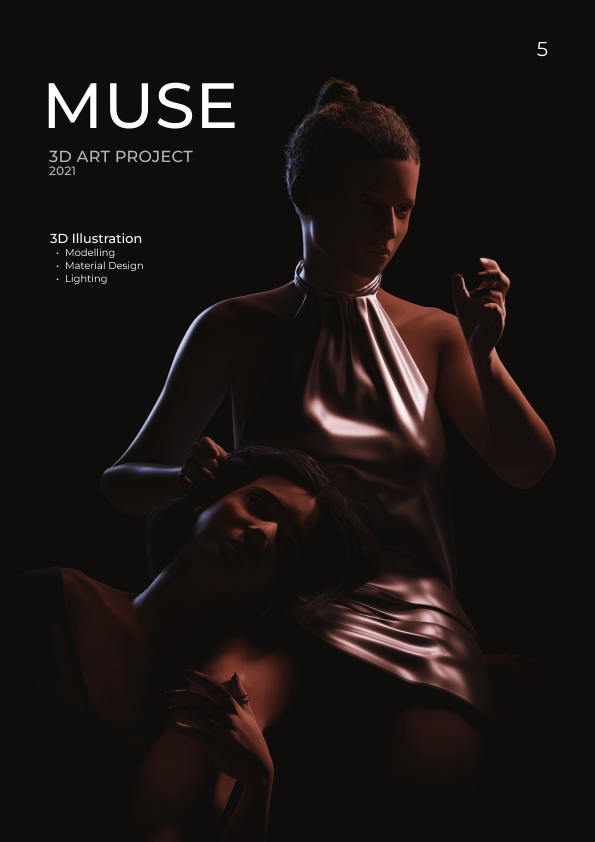 5
MUSE
3D ART PROJECT
2021
3D Illustration
• Modelling
• Material Design
• Lighting